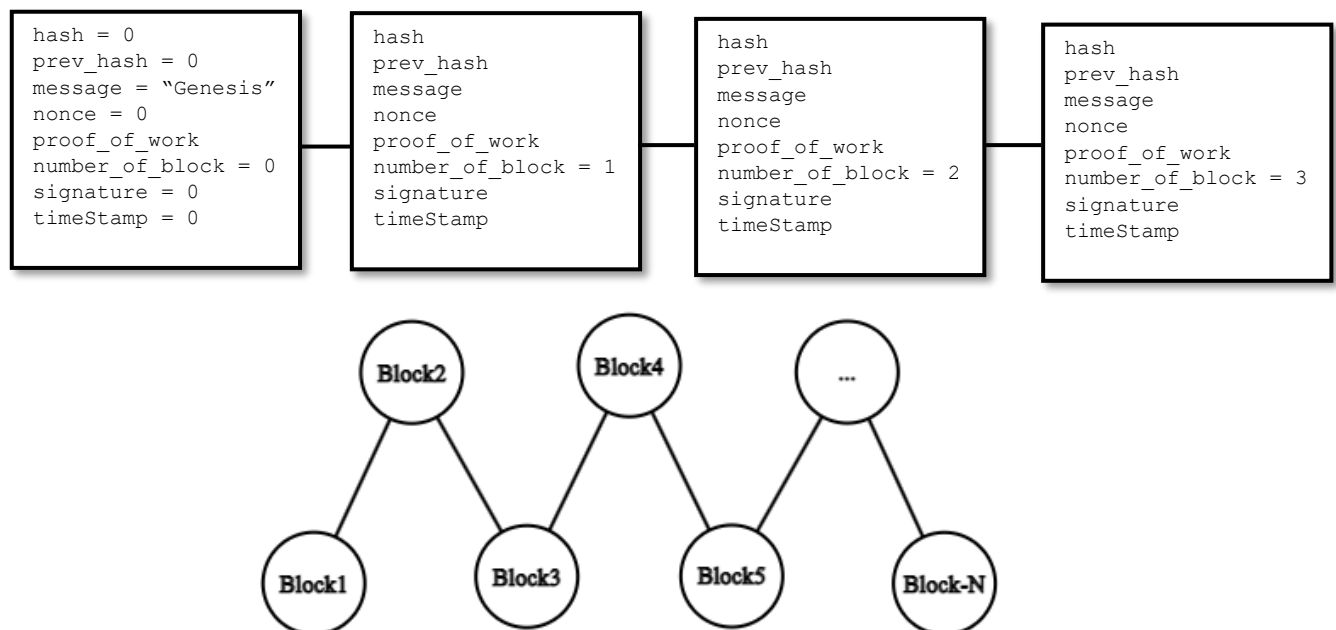 hash = 0
prev_hash = 0
message = “Genesis”
nonce = 0
proof_of_work
number_of_block = 0
signature = 0
timeStamp = 0
hash
prev_hash
message
nonce
proof_of_work
number_of_block = 1
signature
timeStamp
hash
prev_hash
message
nonce
proof_of_work
number_of_block = 2
signature
timeStamp
hash
prev_hash
message
nonce
proof_of_work
number_of_block = 3
signature
timeStamp
Block2
Block4
...
Block1
Block3
Block5
Block-N